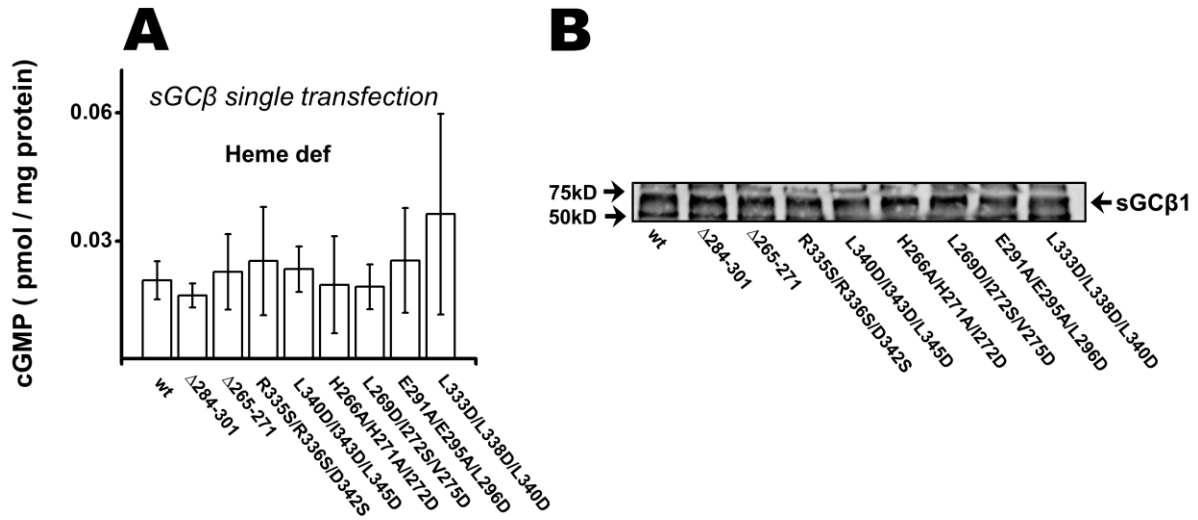 A
cGMP ( pmol / mg protein)
0.06
0.03
sGCβ single transfection
Heme def
wt
Δ284-301
Δ265-271
R335S/R336S/D342S
L340D/I343D/L345D
H266A/H271A/I272D
L269D/I272S/V275D
E291A/E295A/L296D
L333D/L338D/L340D
B
75kD
50kD
sGCβ1
wt
Δ284-301
Δ265-271
R335S/R336S/D342S
L340D/I343D/L345D
H266A/H271A/I272D
L269D/I272S/V275D
E291A/E295A/L296D
L333D/L338D/L340D